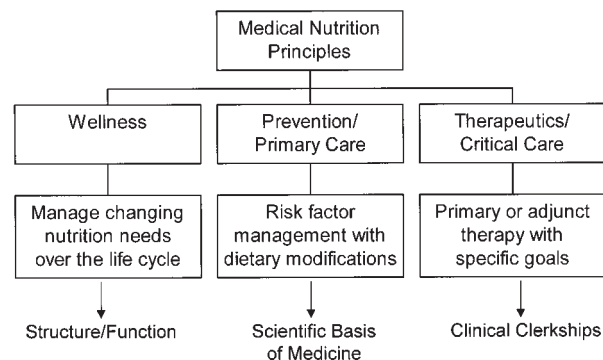 Medical Nutrition
Principles
Wellness
Prevention/
Primary Care
Therapeutics/
Critical Care
Manage changing
nutrition needs
over the life cycle
Risk factor
management with
dietary modifications
Primary or adjunct
therapy with
specific goals
Structure/Function
Scientific Basis
of Medicine
Clinical Clerkships